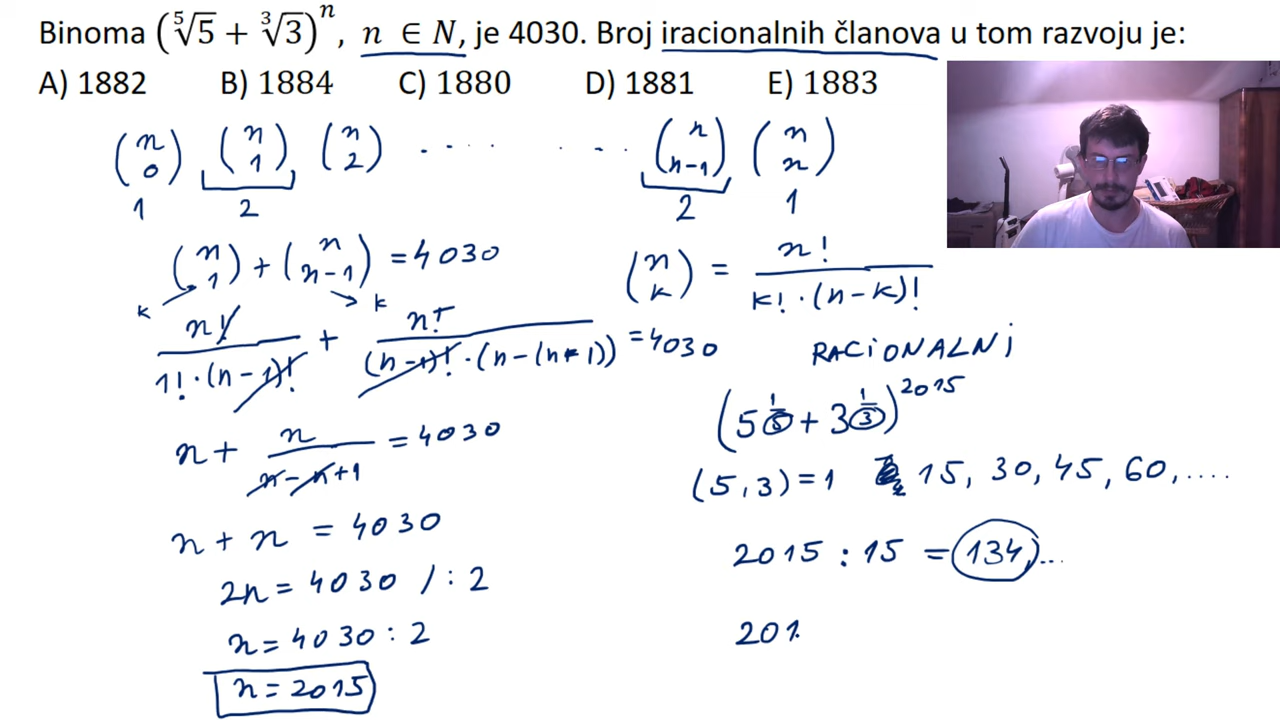 Binoma (⁵√5 + ³√3)ⁿ, n ∈ N, je 4030. Broj iracionalnih članova u tom razvoju je:
A) 1882 B) 1884 C) 1880 D) 1881 E) 1883
(n 0) (n 1) (n 2) ..... ... (n n-1) (n n)
1 2 2 1
(n 1) + (n n-1) = 4030
k k
n! / 1!·(n-1)! + n! / (n-1)!·(n-(n-1)) = 4030
n + n / n-n+1 = 4030
n + n = 4030
2n = 4030 / : 2
n = 4030 : 2
n = 2015
(n k) = n! / k!·(n-k)!
RACIONALNI
(5^1/5 + 3^1/3)^2015
(5,3)=1 15, 30, 45, 60, ....
2015 : 15 = 134,...
201